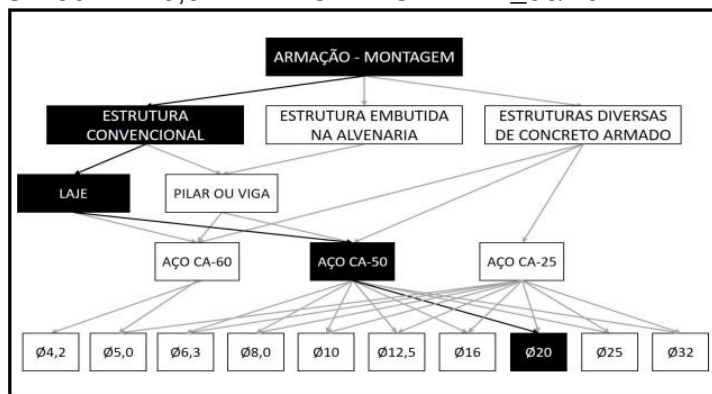 ARMAÇÃO - MONTAGEM
ESTRUTURA
CONVENCIONAL
ESTRUTURA EMBUTIDA
NA ALVENARIA
ESTRUTURAS DIVERSAS
DE CONCRETO ARMADO
LAJE
PILAR OU VIGA
AÇO CA-60
AÇO CA-50
AÇO CA-25
Ø4,2
Ø5,0
Ø6,3
Ø8,0
Ø10
Ø12,5
Ø16
Ø20
Ø25
Ø32